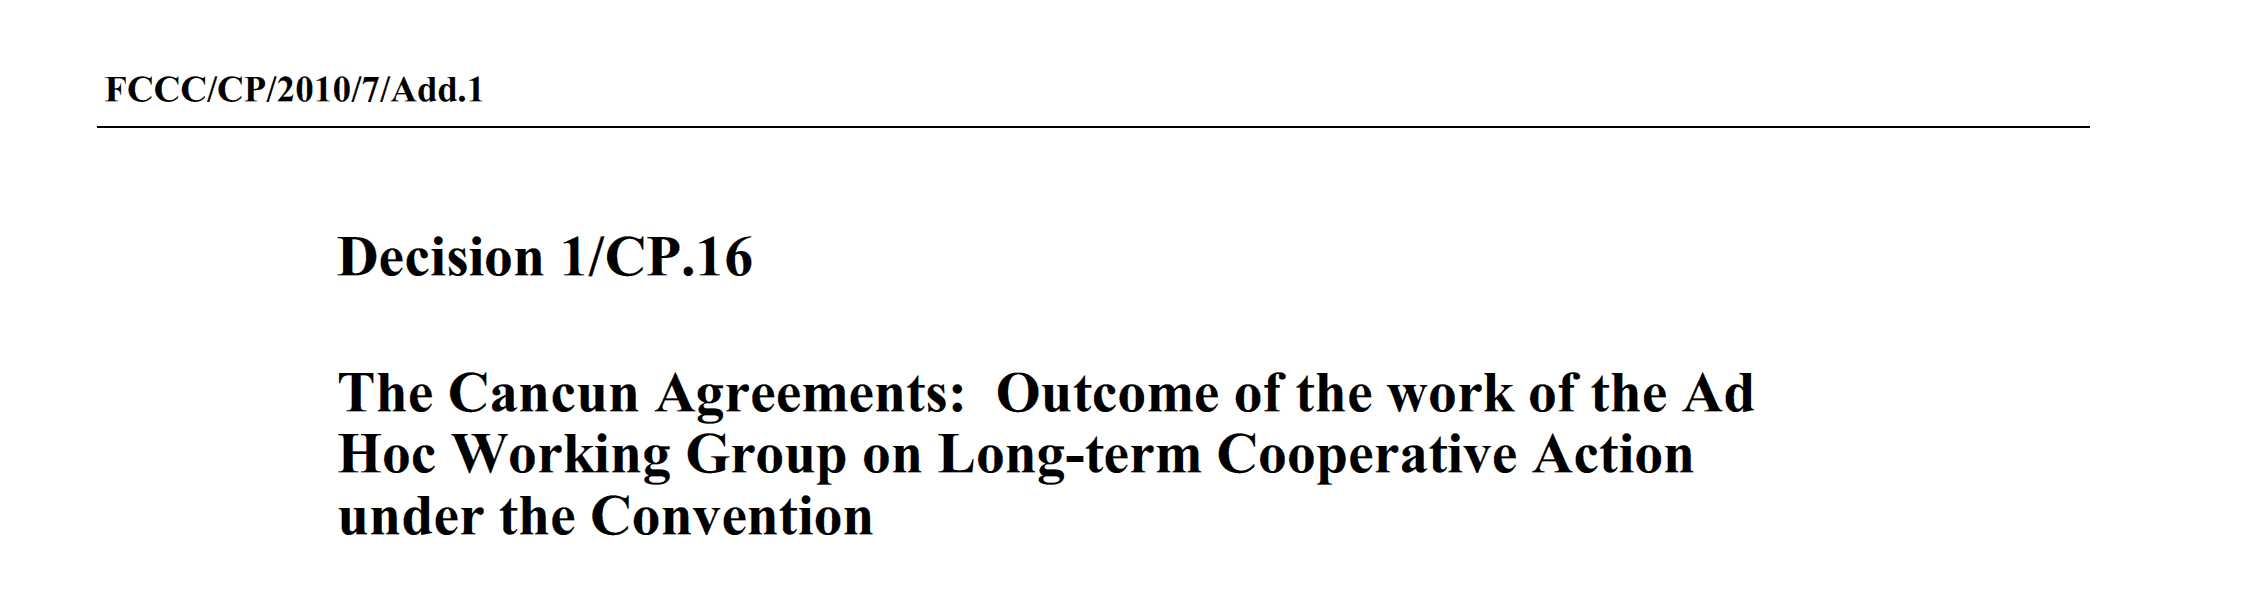 FCCC/CP/2010/7/Add.1
Decision 1/CP.16
The Cancun Agreements:  Outcome of the work of the Ad
Hoc Working Group on Long-term Cooperative Action
under the Convention